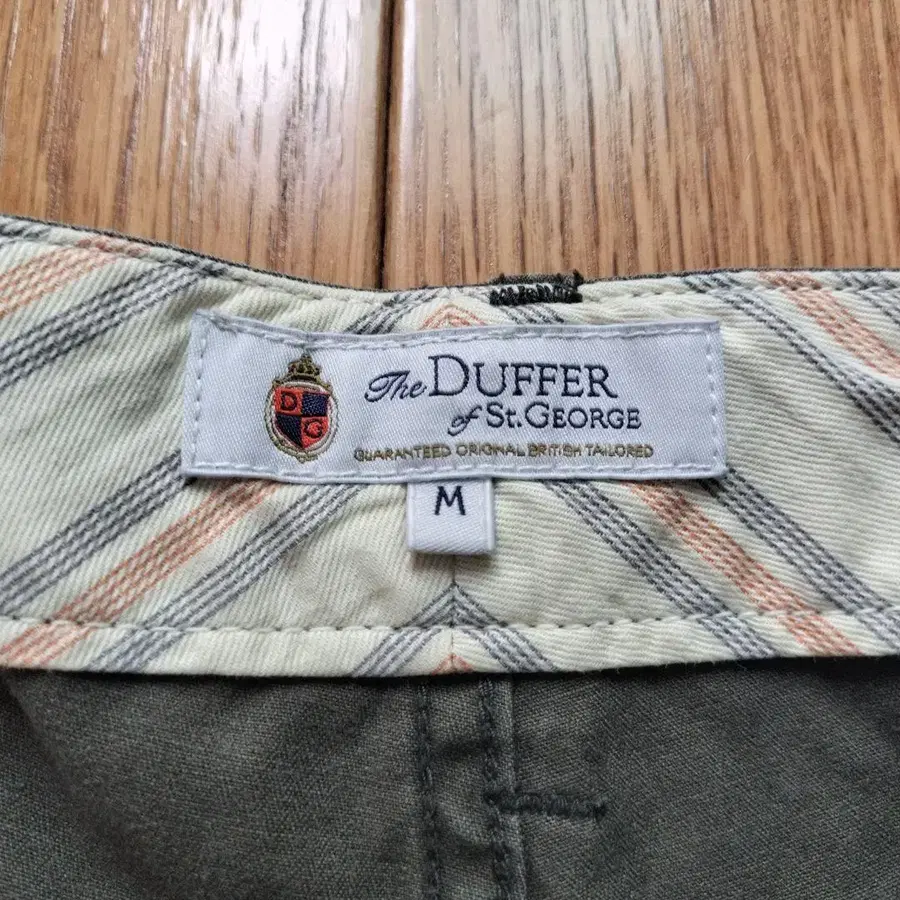 The DUFFER
of St. GEORGE
GUARANTEED ORIGINAL BRITISH TAILORED
D
G
M